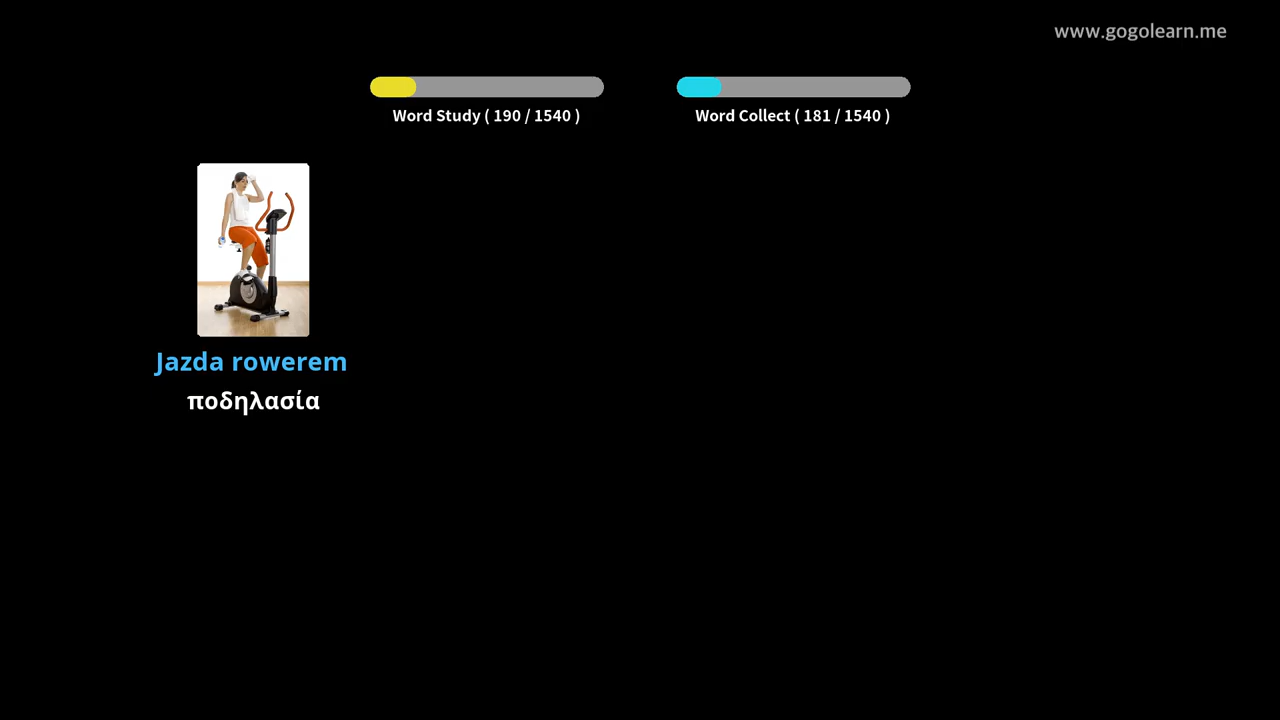 www.gogolearn.me
Word Study ( 190 / 1540 )
Word Collect ( 181 / 1540 )
Jazda rowerem
ποδηλασία